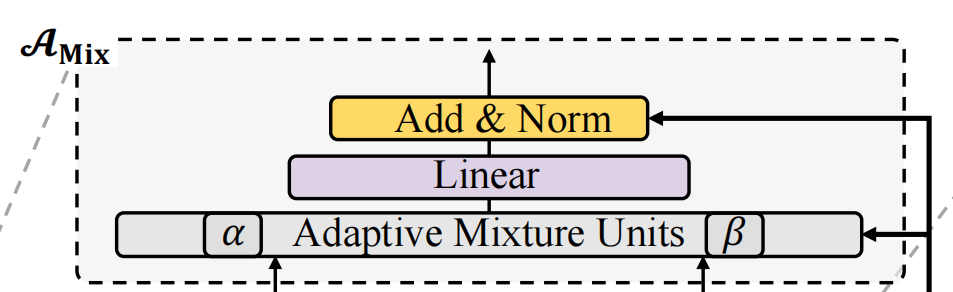 𝒜Mix
Add & Norm
Linear
α Adaptive Mixture Units β